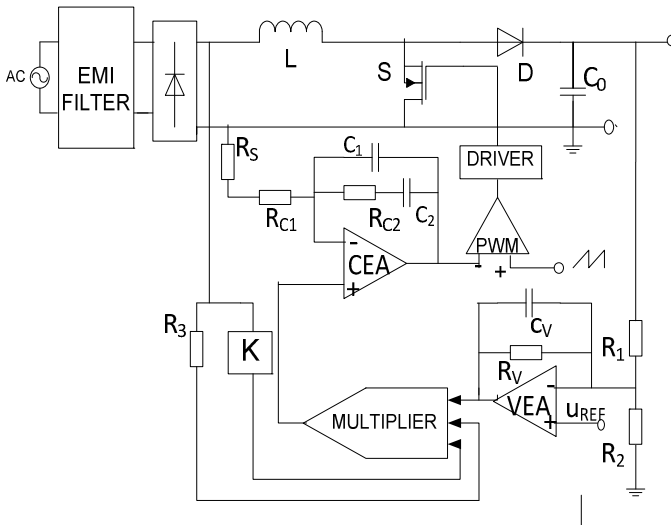 AC
EMI
FILTER
L
S
D
C0
RS
C1
DRIVER
RC1
RC2
C2
PWM
-
+
-
CEA
+
R3
K
CV
RV
R1
MULTIPLIER
VEA
-
+
uREF
R2